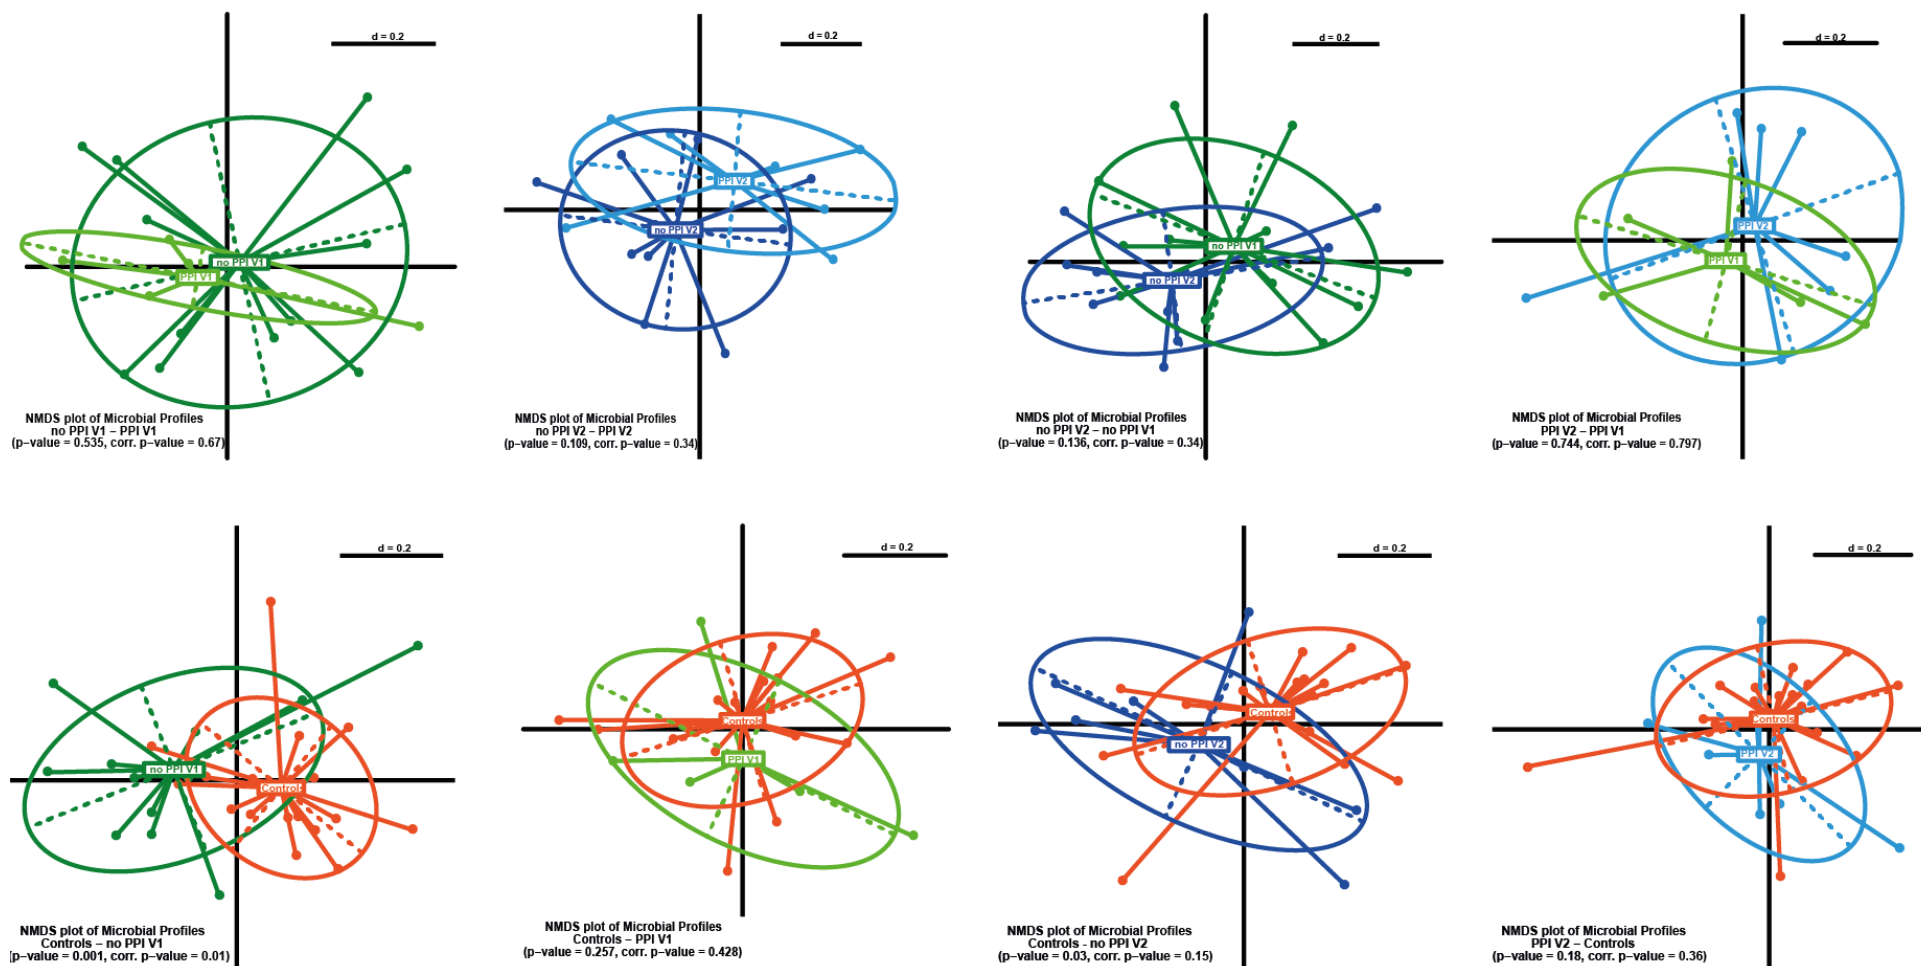 d = 0.2
no PPI V1
PPI V1
NMDS plot of Microbial Profiles
no PPI V1 – PPI V1
(p–value = 0.535, corr. p–value = 0.67)
d = 0.2
PPI V2
no PPI V2
NMDS plot of Microbial Profiles
no PPI V2 – PPI V2
(p–value = 0.109, corr. p–value = 0.34)
d = 0.2
no PPI V1
no PPI V2
NMDS plot of Microbial Profiles
no PPI V2 – no PPI V1
(p–value = 0.136, corr. p–value = 0.34)
d = 0.2
PPI V2
PPI V1
NMDS plot of Microbial Profiles
PPI V2 – PPI V1
(p–value = 0.744, corr. p–value = 0.797)
d = 0.2
no PPI V1
Controls
NMDS plot of Microbial Profiles
Controls – no PPI V1
(p–value = 0.001, corr. p–value = 0.01)
d = 0.2
Controls
PPI V1
NMDS plot of Microbial Profiles
Controls – PPI V1
(p–value = 0.257, corr. p–value = 0.428)
d = 0.2
Controls
no PPI V2
NMDS plot of Microbial Profiles
Controls - no PPI V2
(p–value = 0.03, corr. p–value = 0.15)
d = 0.2
Controls
PPI V2
NMDS plot of Microbial Profiles
PPI V2 – Controls
(p–value = 0.18, corr. p–value = 0.36)